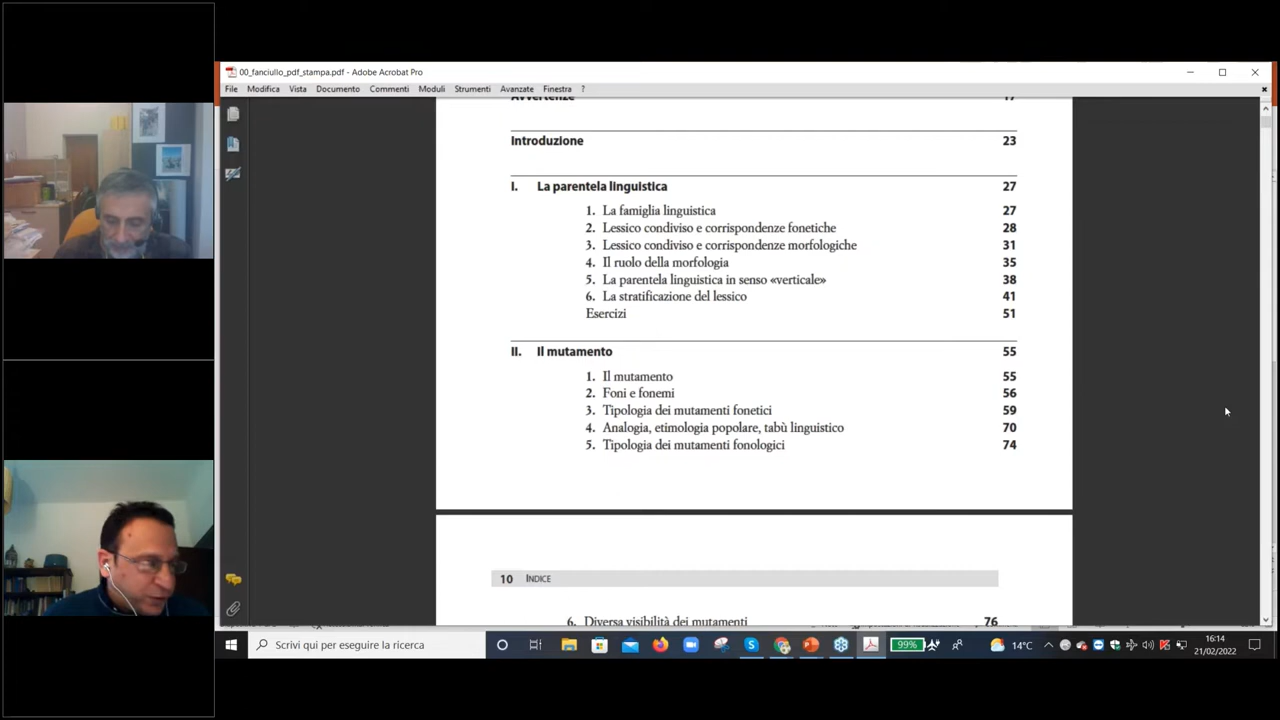 00_fanciullo_pdf_stampa.pdf - Adobe Acrobat Pro
File Modifica Vista Documento Commenti Moduli Strumenti Avanzate Finestra ?
Avvertenze 17
Introduzione 23
I. La parentela linguistica 27
1. La famiglia linguistica 27
2. Lessico condiviso e corrispondenze fonetiche 28
3. Lessico condiviso e corrispondenze morfologiche 31
4. Il ruolo della morfologia 35
5. La parentela linguistica in senso «verticale» 38
6. La stratificazione del lessico 41
Esercizi 51
II. Il mutamento 55
1. Il mutamento 55
2. Foni e fonemi 56
3. Tipologia dei mutamenti fonetici 59
4. Analogia, etimologia popolare, tabù linguistico 70
5. Tipologia dei mutamenti fonologici 74
10 INDICE
6. Diversa visibilità dei mutamenti 76
Scrivi qui per eseguire la ricerca
99%
14°C
16:14
21/02/2022